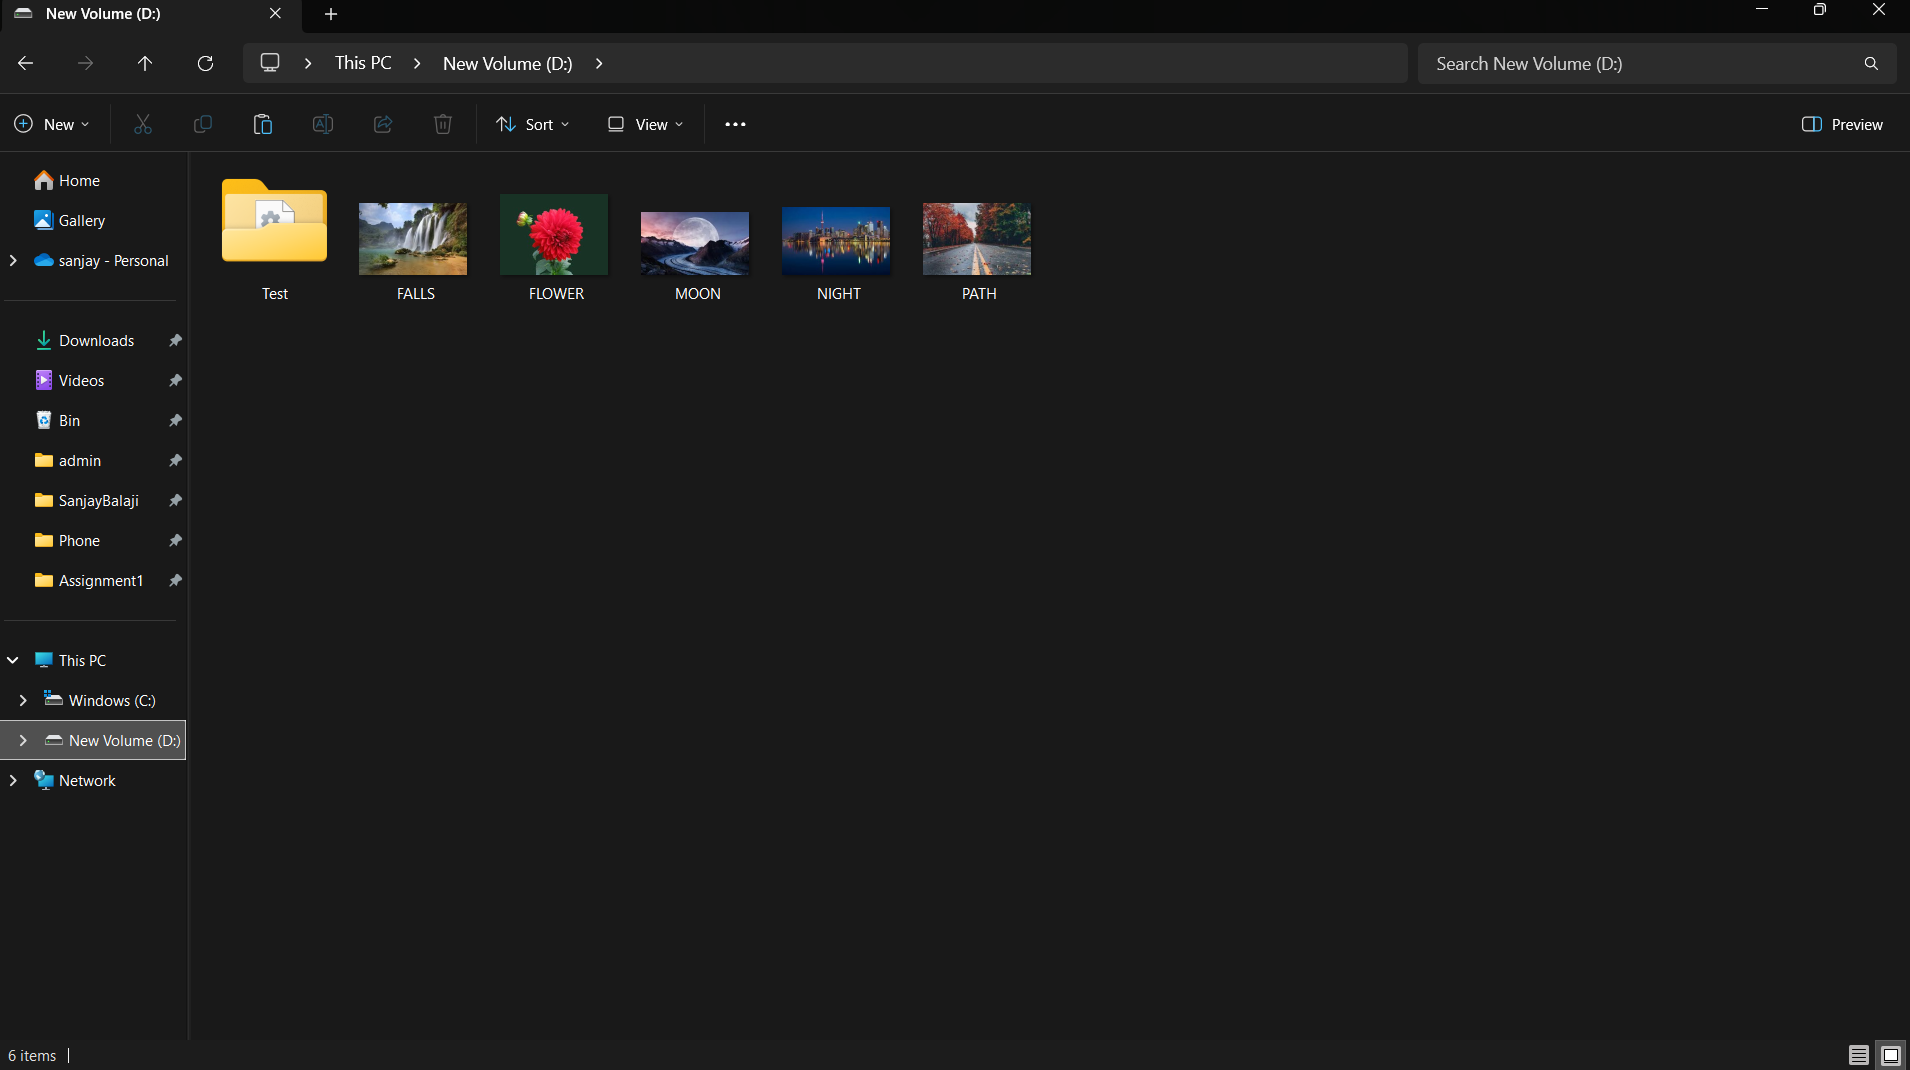 New Volume (D:)
This PC > New Volume (D:) >
Search New Volume (D:)
New
Sort
View
Preview
Home
Gallery
sanjay - Personal
Downloads
Videos
Bin
admin
SanjayBalaji
Phone
Assignment1
This PC
Windows (C:)
New Volume (D:)
Network
Test
FALLS
FLOWER
MOON
NIGHT
PATH
6 items